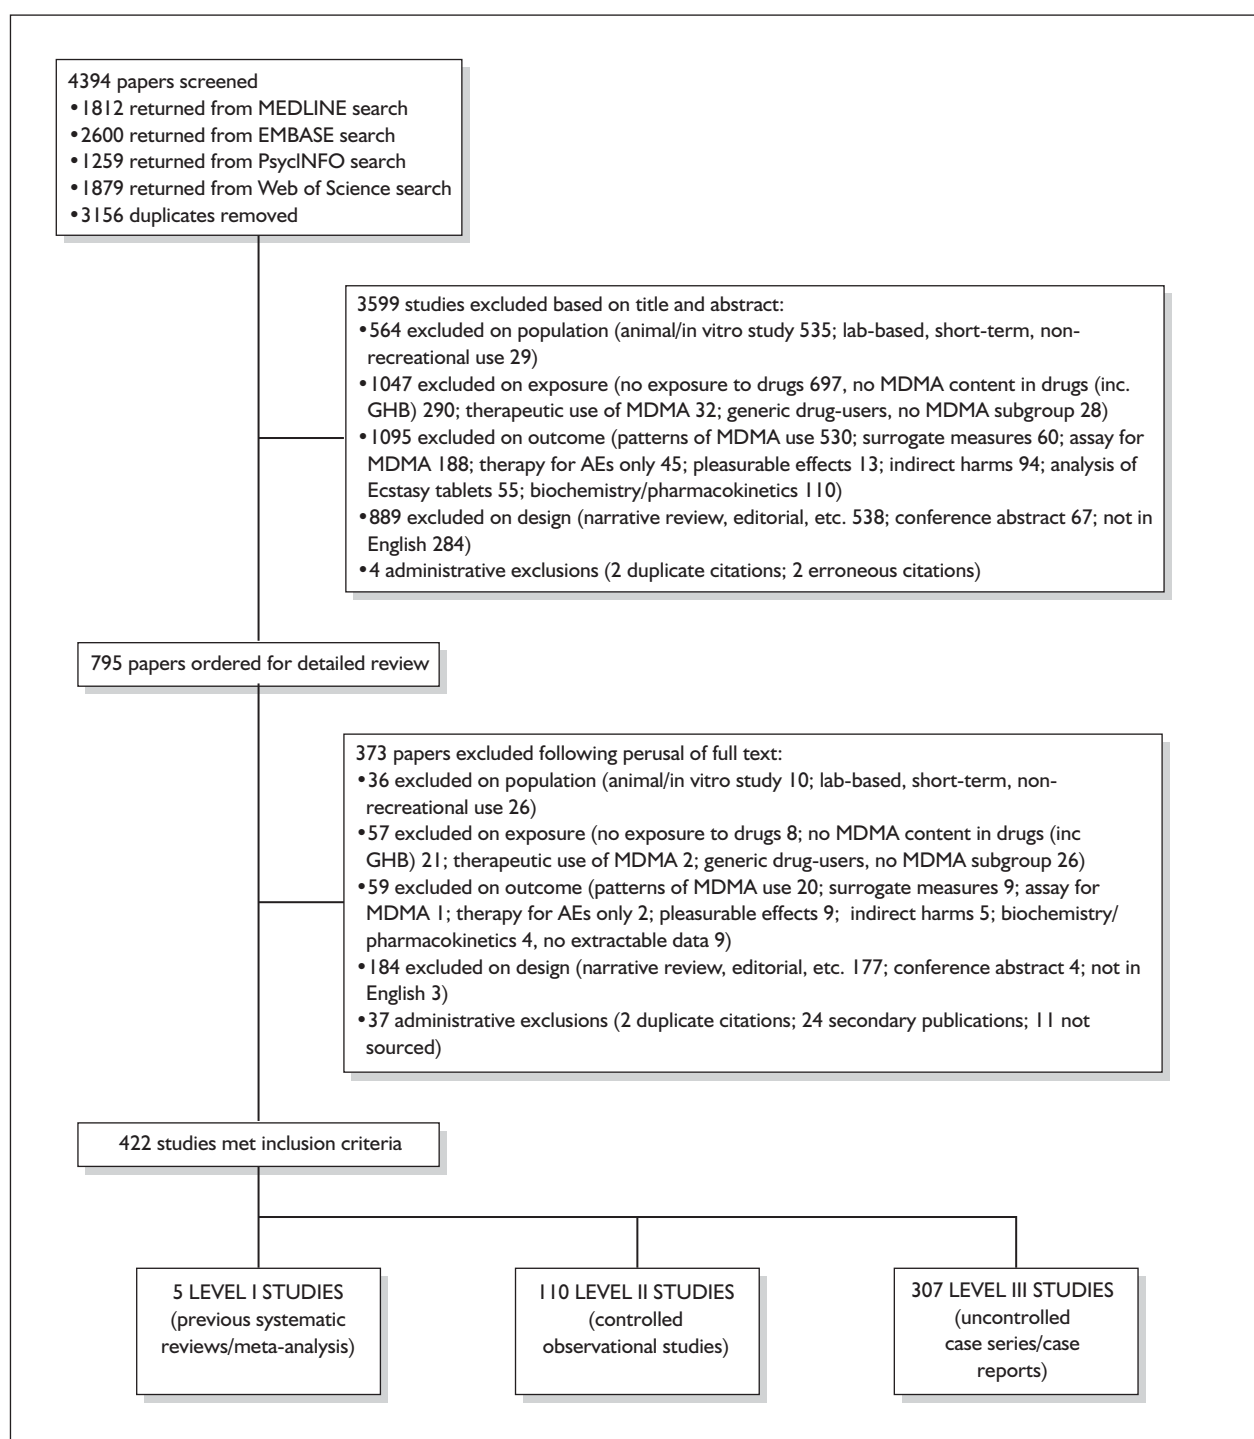 4394 papers screened
•1812 returned from MEDLINE search
•2600 returned from EMBASE search
•1259 returned from PsycINFO search
•1879 returned from Web of Science search
•3156 duplicates removed
3599 studies excluded based on title and abstract:
•564 excluded on population (animal/in vitro study 535; lab-based, short-term, non-
recreational use 29)
•1047 excluded on exposure (no exposure to drugs 697, no MDMA content in drugs (inc.
GHB) 290; therapeutic use of MDMA 32; generic drug-users, no MDMA subgroup 28)
•1095 excluded on outcome (patterns of MDMA use 530; surrogate measures 60; assay for
MDMA 188; therapy for AEs only 45; pleasurable effects 13; indirect harms 94; analysis of
Ecstasy tablets 55; biochemistry/pharmacokinetics 110)
•889 excluded on design (narrative review, editorial, etc. 538; conference abstract 67; not in
English 284)
•4 administrative exclusions (2 duplicate citations; 2 erroneous citations)
795 papers ordered for detailed review
373 papers excluded following perusal of full text:
•36 excluded on population (animal/in vitro study 10; lab-based, short-term, non-
recreational use 26)
•57 excluded on exposure (no exposure to drugs 8; no MDMA content in drugs (inc
GHB) 21; therapeutic use of MDMA 2; generic drug-users, no MDMA subgroup 26)
•59 excluded on outcome (patterns of MDMA use 20; surrogate measures 9; assay for
MDMA 1; therapy for AEs only 2; pleasurable effects 9; indirect harms 5; biochemistry/
pharmacokinetics 4, no extractable data 9)
•184 excluded on design (narrative review, editorial, etc. 177; conference abstract 4; not in
English 3)
•37 administrative exclusions (2 duplicate citations; 24 secondary publications; 11 not
sourced)
422 studies met inclusion criteria
5 LEVEL I STUDIES
(previous systematic
reviews/meta-analysis)
110 LEVEL II STUDIES
(controlled
observational studies)
307 LEVEL III STUDIES
(uncontrolled
case series/case
reports)